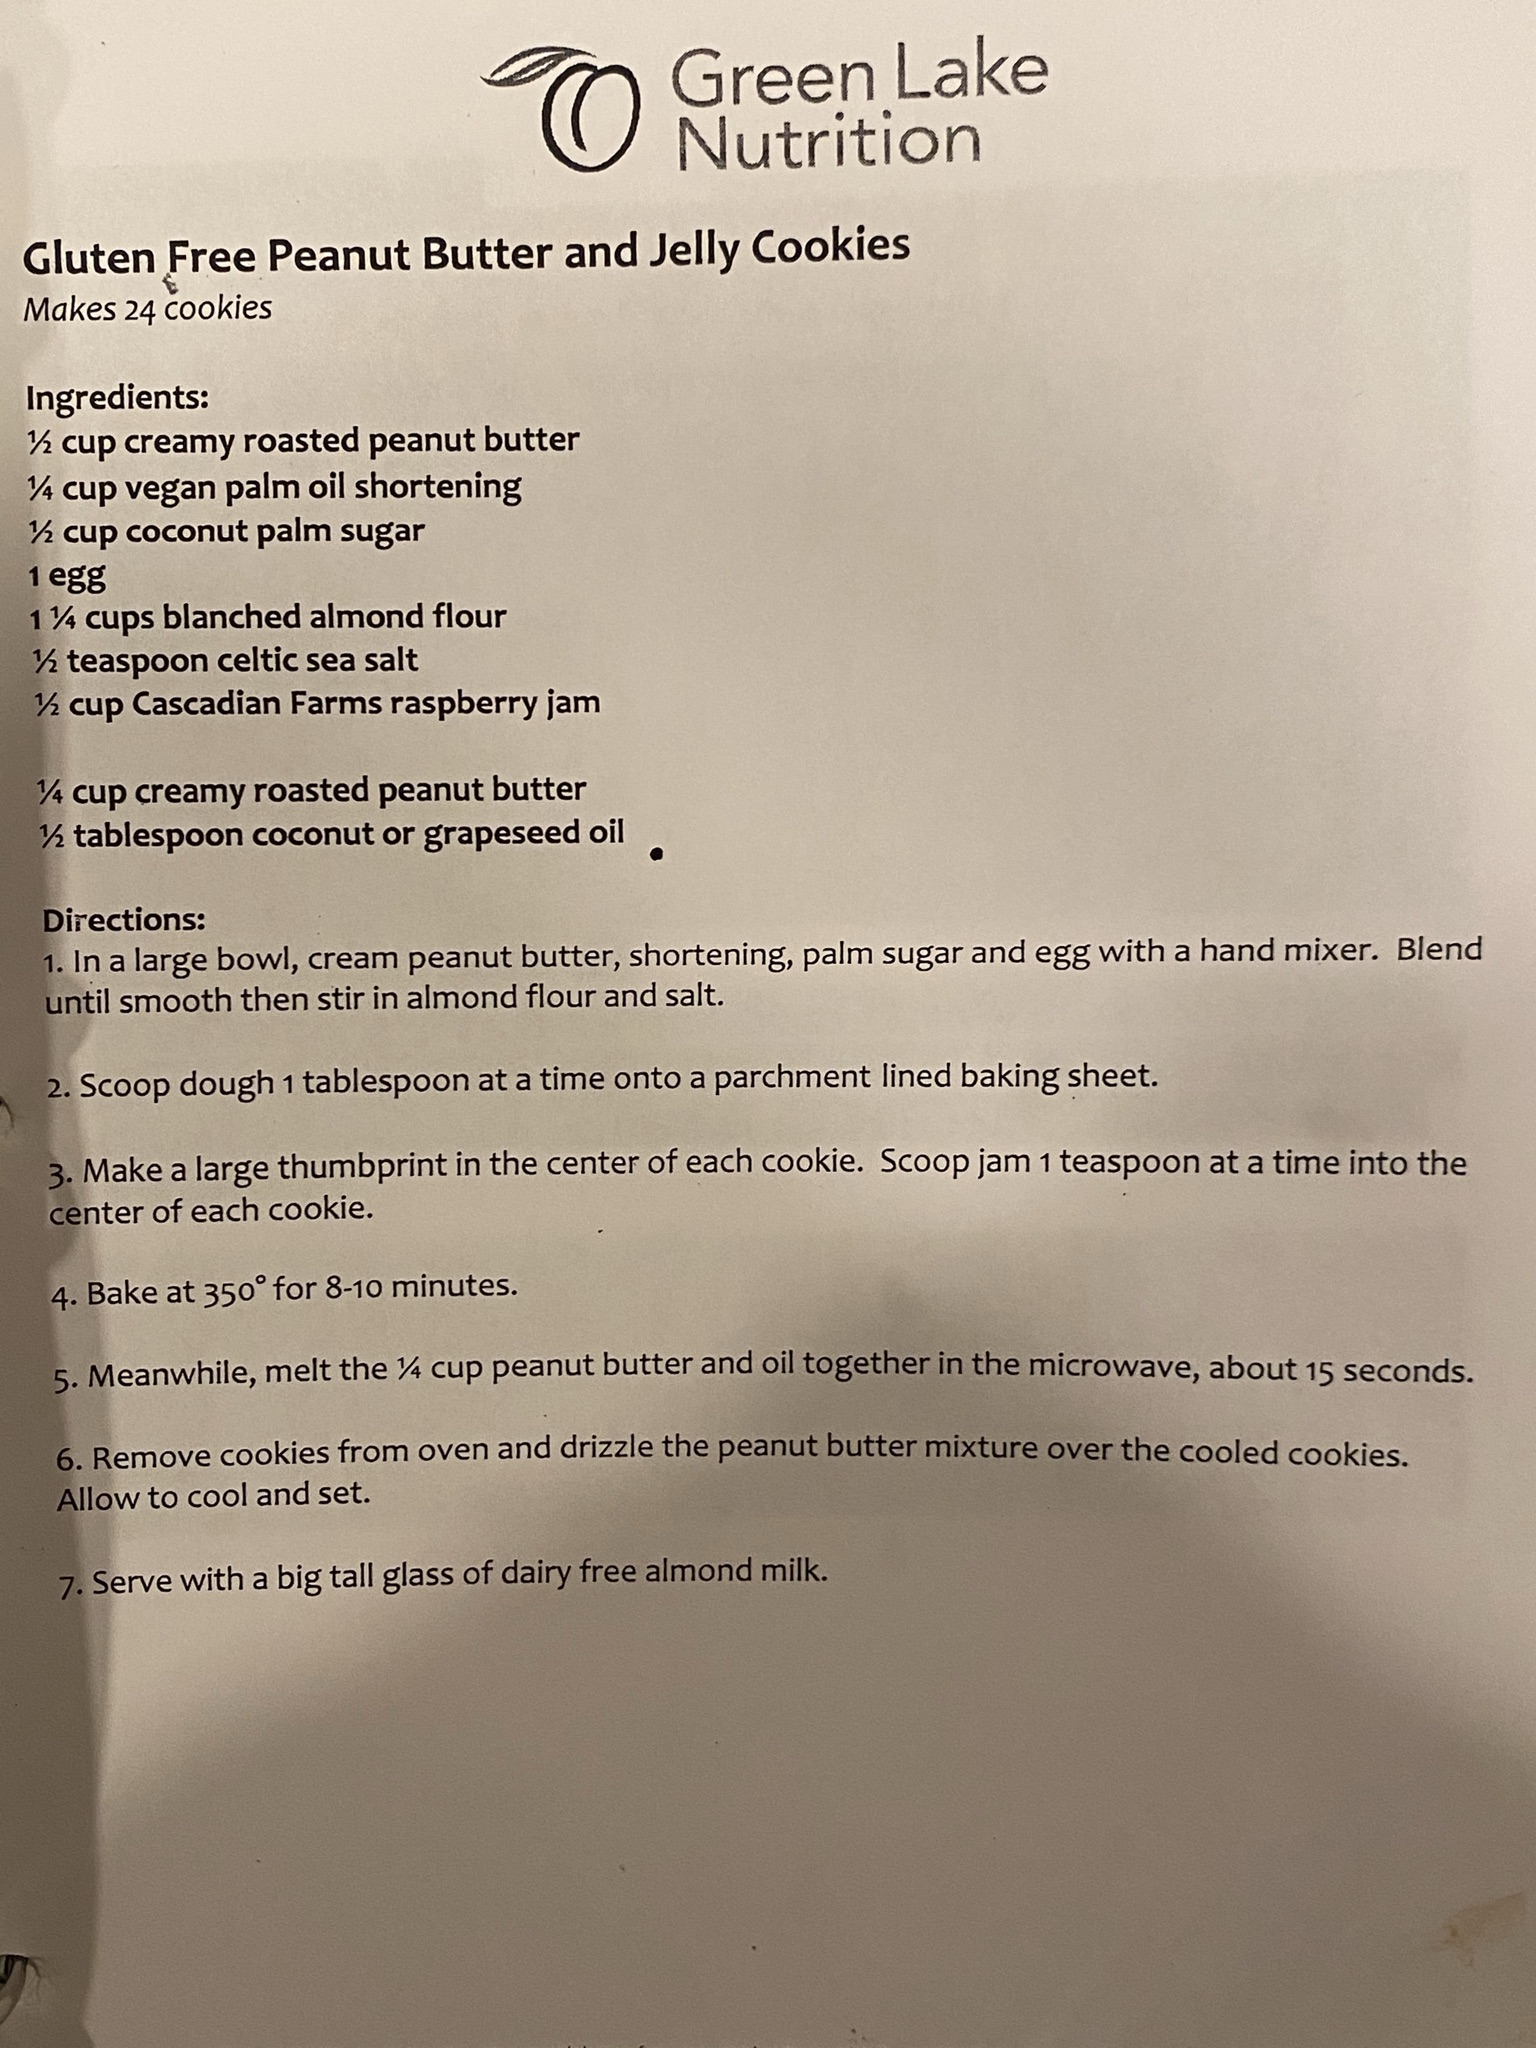 Green Lake
Nutrition
Gluten Free Peanut Butter and Jelly Cookies
Makes 24 cookies
Ingredients:
½ cup creamy roasted peanut butter
¼ cup vegan palm oil shortening
½ cup coconut palm sugar
1 egg
1 ¼ cups blanched almond flour
½ teaspoon celtic sea salt
½ cup Cascadian Farms raspberry jam
¼ cup creamy roasted peanut butter
½ tablespoon coconut or grapeseed oil
Directions:
1. In a large bowl, cream peanut butter, shortening, palm sugar and egg with a hand mixer.  Blend
until smooth then stir in almond flour and salt.
2. Scoop dough 1 tablespoon at a time onto a parchment lined baking sheet.
3. Make a large thumbprint in the center of each cookie.  Scoop jam 1 teaspoon at a time into the
center of each cookie.
4. Bake at 350° for 8-10 minutes.
5. Meanwhile, melt the ¼ cup peanut butter and oil together in the microwave, about 15 seconds.
6. Remove cookies from oven and drizzle the peanut butter mixture over the cooled cookies.
Allow to cool and set.
7. Serve with a big tall glass of dairy free almond milk.